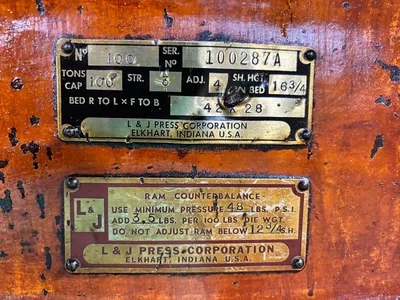 No 100 SER. No 100287A
TONS CAP 100 STR. 6 ADJ. 4 SH. HGT. ON BED 16 3/4
BED R TO L x F TO B 42 x 28
L & J PRESS CORPORATION
ELKHART, INDIANA U.S.A.
L & J
RAM COUNTERBALANCE
USE MINIMUM PRESSURE 48 LBS. P.S.I.
ADD 3.5 LBS. PER 100 LBS. DIE WGT.
DO NOT ADJUST RAM BELOW 12 3/4 S.H.
L & J PRESS CORPORATION
ELKHART, INDIANA U.S.A.